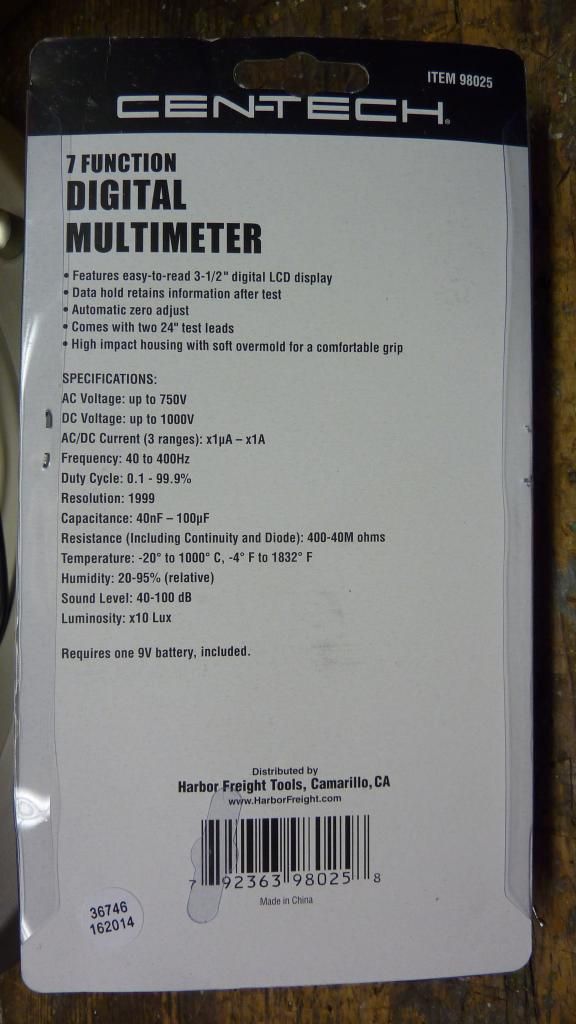 ITEM 98025
CEN-TECH®
7 FUNCTION
DIGITAL
MULTIMETER
• Features easy-to-read 3-1/2" digital LCD display
• Data hold retains information after test
• Automatic zero adjust
• Comes with two 24" test leads
• High impact housing with soft overmold for a comfortable grip
SPECIFICATIONS:
AC Voltage: up to 750V
DC Voltage: up to 1000V
AC/DC Current (3 ranges): x1µA – x1A
Frequency: 40 to 400Hz
Duty Cycle: 0.1 - 99.9%
Resolution: 1999
Capacitance: 40nF – 100µF
Resistance (Including Continuity and Diode): 400-40M ohms
Temperature: -20° to 1000° C, -4° F to 1832° F
Humidity: 20-95% (relative)
Sound Level: 40-100 dB
Luminosity: x10 Lux
Requires one 9V battery, included.
Distributed by
Harbor Freight Tools, Camarillo, CA
www.HarborFreight.com
7 92363 98025 8
Made in China
36746
162014